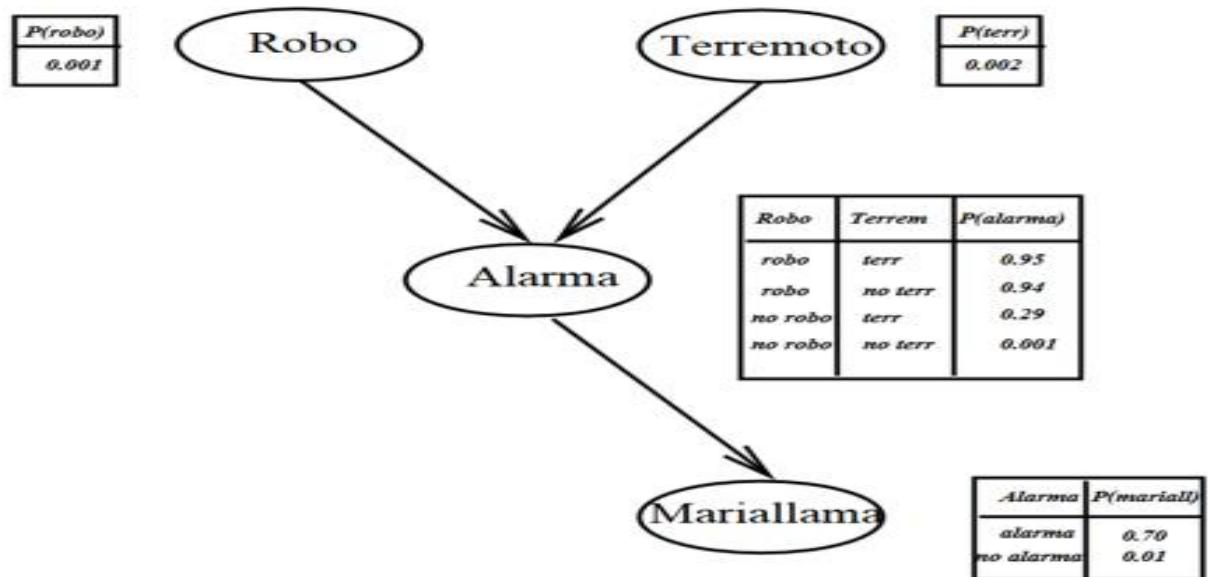 P(robo)
0.001
Robo
Terremoto
P(terr)
0.002
Alarma
Robo Terrem P(alarma)
robo terr 0.95
robo no terr 0.94
no robo terr 0.29
no robo no terr 0.001
Mariallama
Alarma P(mariall)
alarma 0.70
no alarma 0.01